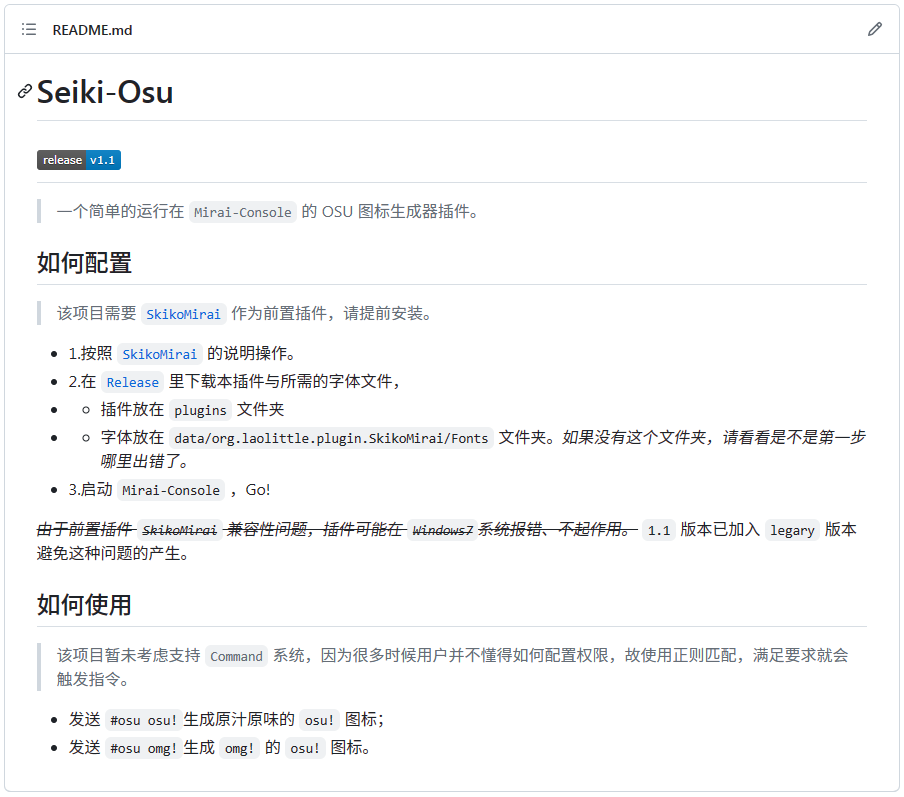 README.md
Seiki-Osu
release v1.1
一个简单的运行在 Mirai-Console 的 OSU 图标生成器插件。
如何配置
该项目需要 SkikoMirai 作为前置插件，请提前安装。
1.按照 SkikoMirai 的说明操作。
2.在 Release 里下载本插件与所需的字体文件，
插件放在 plugins 文件夹
字体放在 data/org.laolittle.plugin.SkikoMirai/Fonts 文件夹。如果没有这个文件夹，请看看是不是第一步
哪里出错了。
3.启动 Mirai-Console ，Go!
由于前置插件 SkikoMirai 兼容性问题，插件可能在 Windows7 系统报错、不起作用。 1.1 版本已加入 legary 版本
避免这种问题的产生。
如何使用
该项目暂未考虑支持 Command 系统，因为很多时候用户并不懂得如何配置权限，故使用正则匹配，满足要求就会
触发指令。
发送 #osu osu! 生成原汁原味的 osu! 图标；
发送 #osu omg! 生成 omg! 的 osu! 图标。